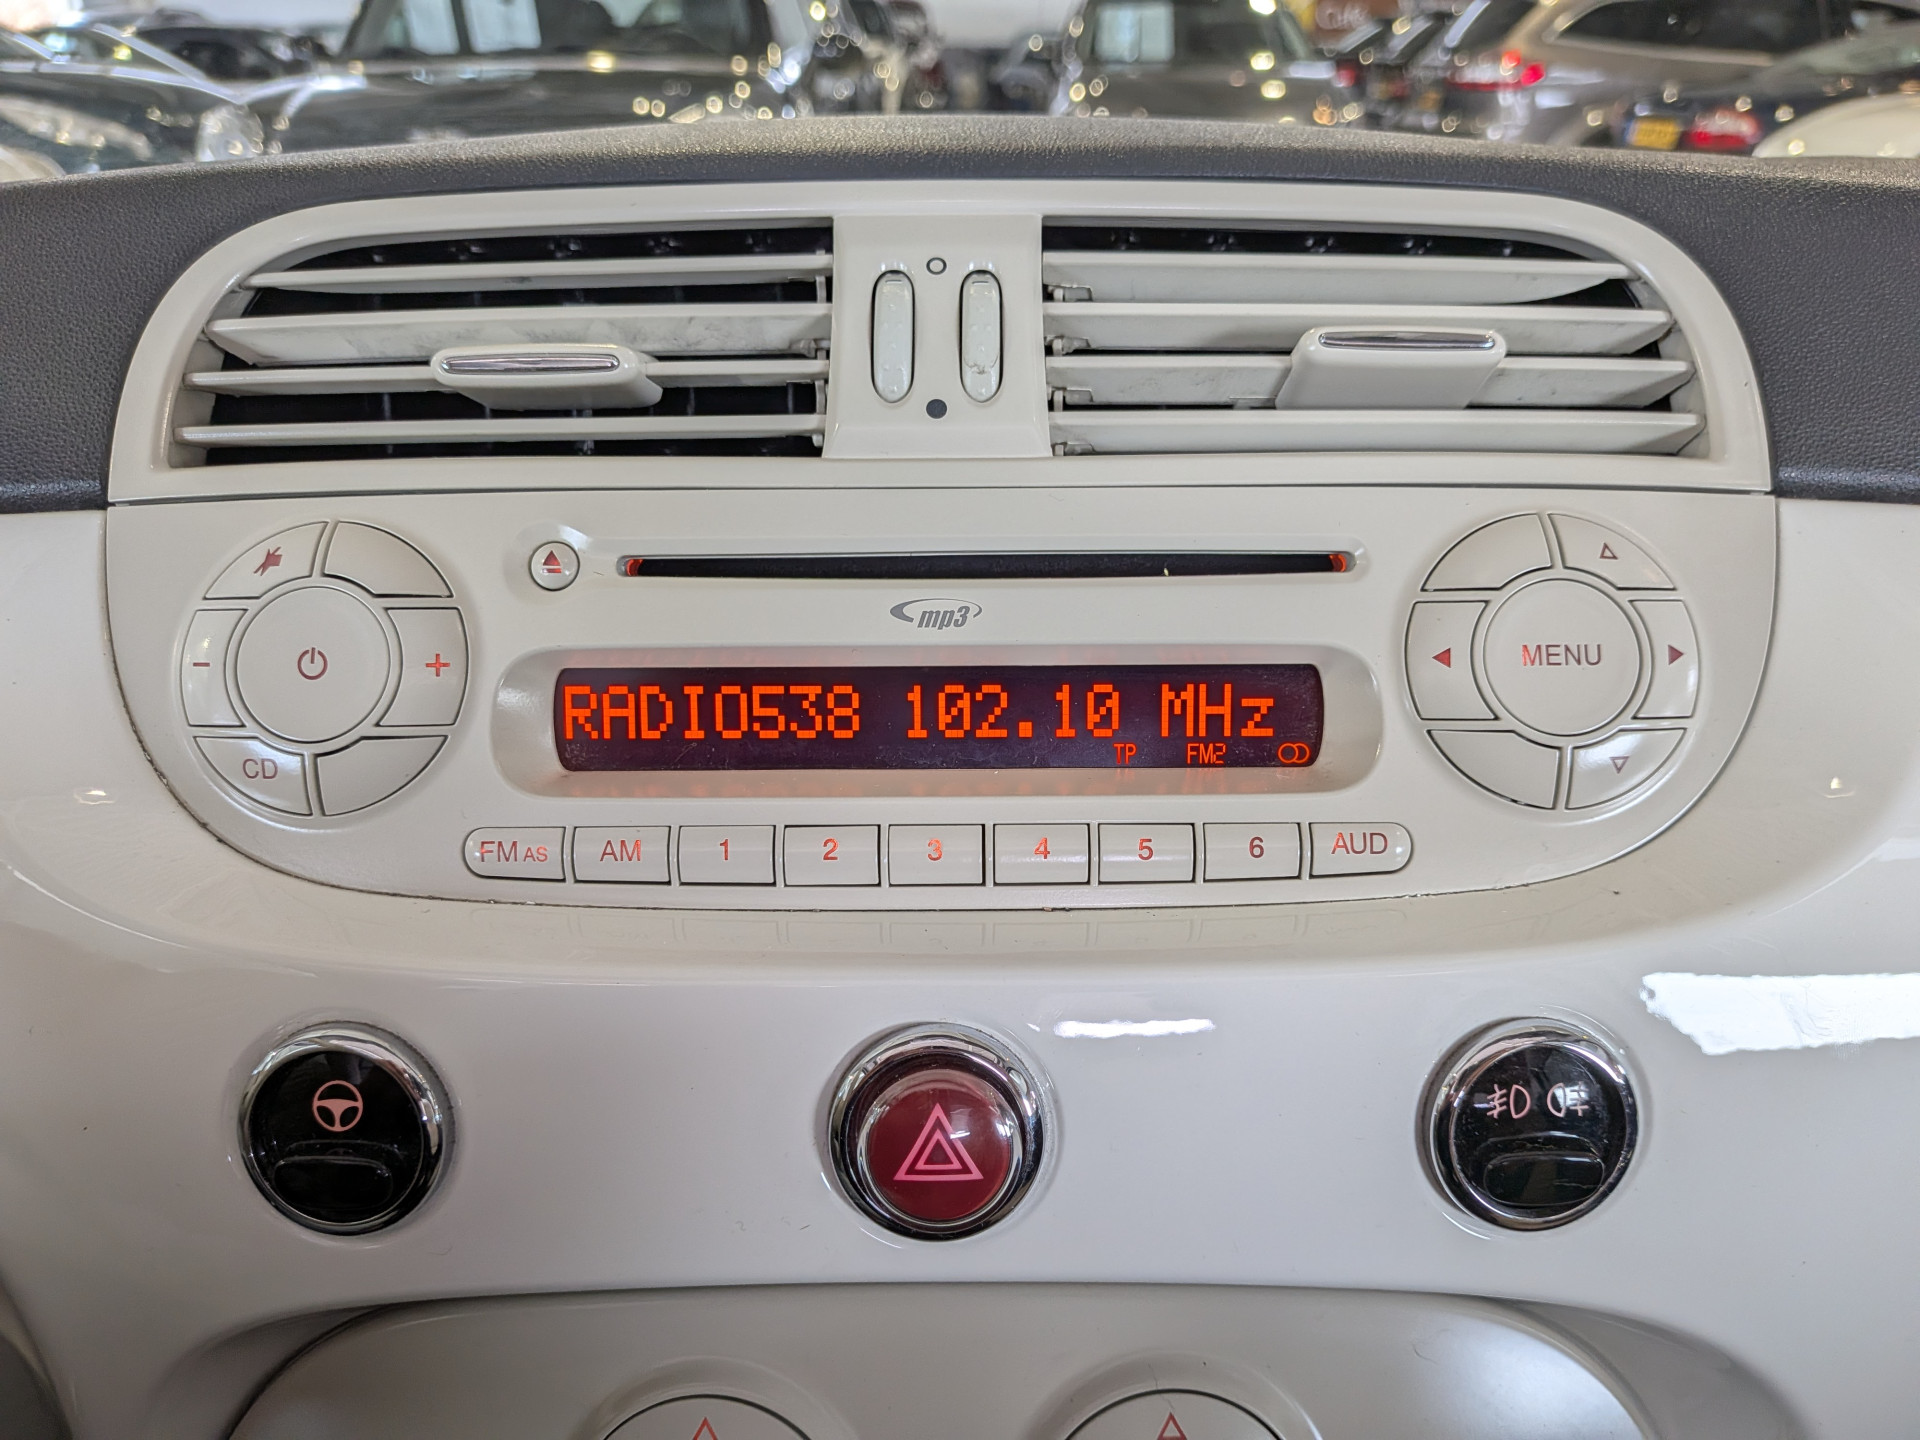 mp3
MENU
RADIO538 102.10 MHz
TP FM2
CD
FM AS AM 1 2 3 4 5 6 AUD